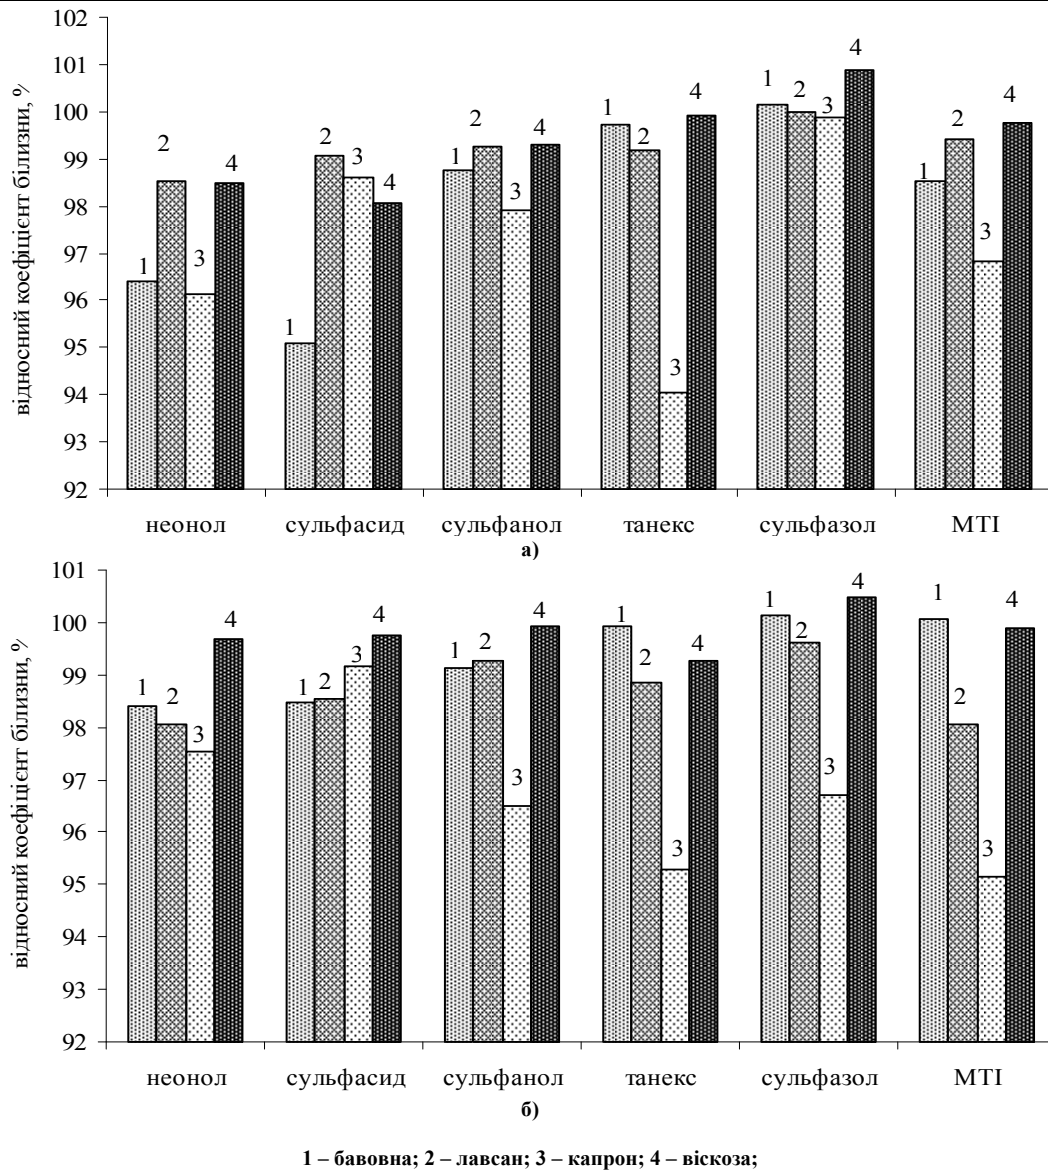 102
101
100
99
98
97
96
95
94
93
92
відносний коефіцієнт білизни, %
1 2 3 4
1 2 3 4
1 2 3 4
1 2 3 4
1 2 3 4
1 2 3 4
неонол сульфасид сульфанол танекс сульфазол МТІ
а)
101
100
99
98
97
96
95
94
93
92
відносний коефіцієнт білизни, %
1 2 3 4
1 2 3 4
1 2 3 4
1 2 3 4
1 2 3 4
1 2 3 4
неонол сульфасид сульфанол танекс сульфазол МТІ
б)
1 – бавовна; 2 – лавсан; 3 – капрон; 4 – віскоза;